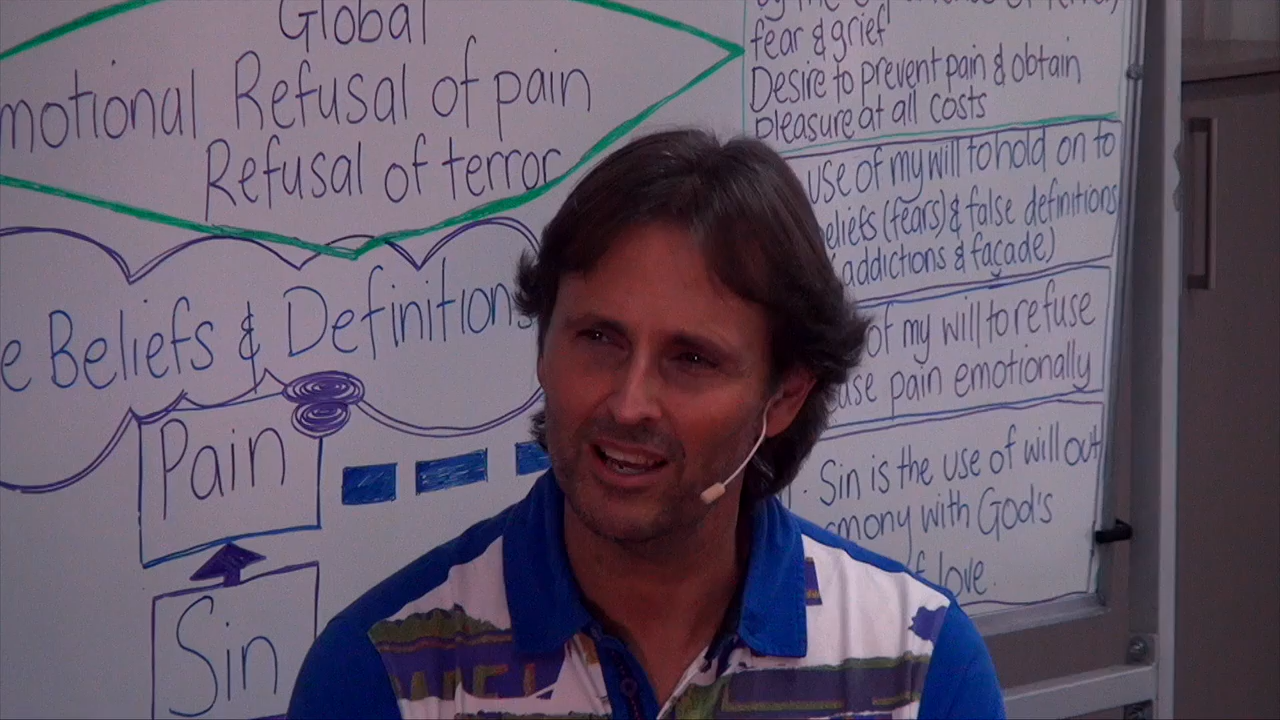 Global
motional Refusal of pain
Refusal of terror
e Beliefs & Definitions
Pain
Sin
fear & grief
Desire to prevent pain & obtain
pleasure at all costs
use of my will to hold on to
eliefs (fears) & false definitions
addictions & façade)
of my will to refuse
pain emotionally
Sin is the use of will out
mony with God's
love.